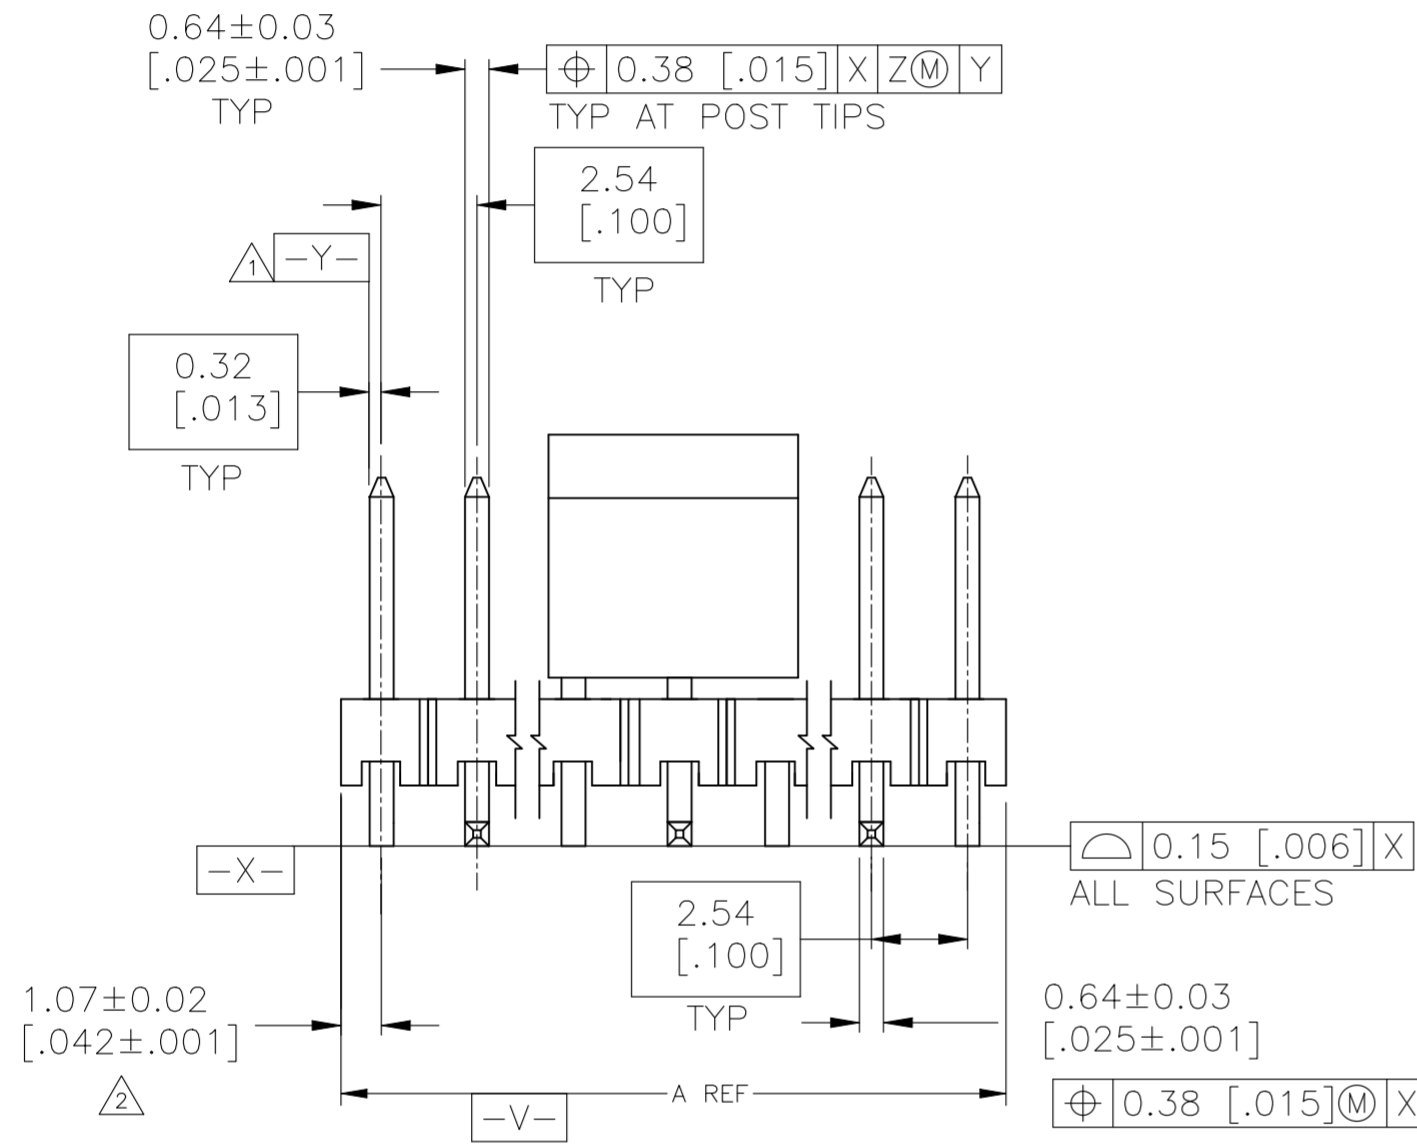 0.64±0.03
[.025±.001]
TYP
⌖ 0.38 [.015] X ZⓂ Y
TYP AT POST TIPS
2.54
[.100]
TYP
1 -Y-
0.32
[.013]
TYP
-X-
⌓ 0.15 [.006] X
ALL SURFACES
2.54
[.100]
TYP
1.07±0.02
[.042±.001]
2
0.64±0.03
[.025±.001]
A REF
-V-
⌖ 0.38 [.015]Ⓜ X